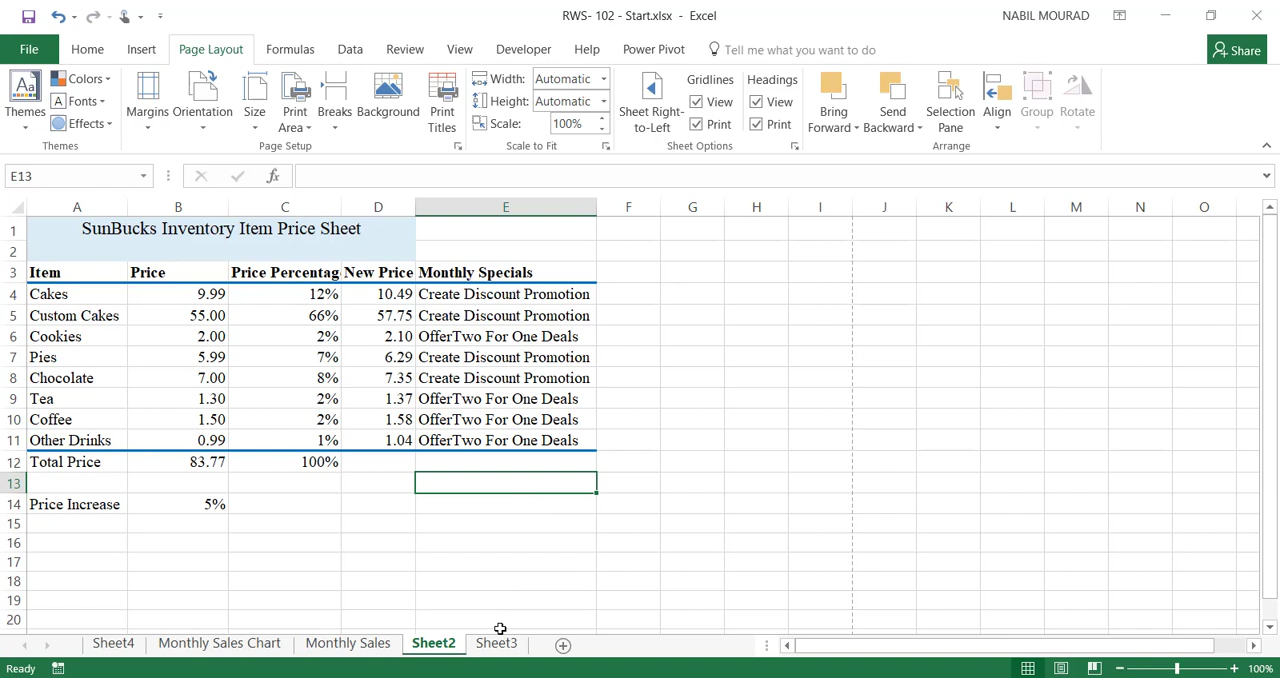 RWS- 102 - Start.xlsx - Excel
NABIL MOURAD
File Home Insert Page Layout Formulas Data Review View Developer Help Power Pivot Tell me what you want to do Share
Themes
Colors
Fonts
Effects
Themes
Margins
Orientation
Size
Print Area
Breaks
Background
Print Titles
Page Setup
Width: Automatic
Height: Automatic
Scale: 100%
Scale to Fit
Sheet Right-to-Left
Gridlines
View
Print
Headings
View
Print
Sheet Options
Bring Forward
Send Backward
Selection Pane
Align
Group
Rotate
Arrange
E13
fx
A B C D E F G H I J K L M N O
1 SunBucks Inventory Item Price Sheet
2
3 Item Price Price Percentag New Price Monthly Specials
4 Cakes 9.99 12% 10.49 Create Discount Promotion
5 Custom Cakes 55.00 66% 57.75 Create Discount Promotion
6 Cookies 2.00 2% 2.10 OfferTwo For One Deals
7 Pies 5.99 7% 6.29 Create Discount Promotion
8 Chocolate 7.00 8% 7.35 Create Discount Promotion
9 Tea 1.30 2% 1.37 OfferTwo For One Deals
10 Coffee 1.50 2% 1.58 OfferTwo For One Deals
11 Other Drinks 0.99 1% 1.04 OfferTwo For One Deals
12 Total Price 83.77 100%
13
14 Price Increase 5%
15
16
17
18
19
20
Sheet4 Monthly Sales Chart Monthly Sales Sheet2 Sheet3
Ready
100%